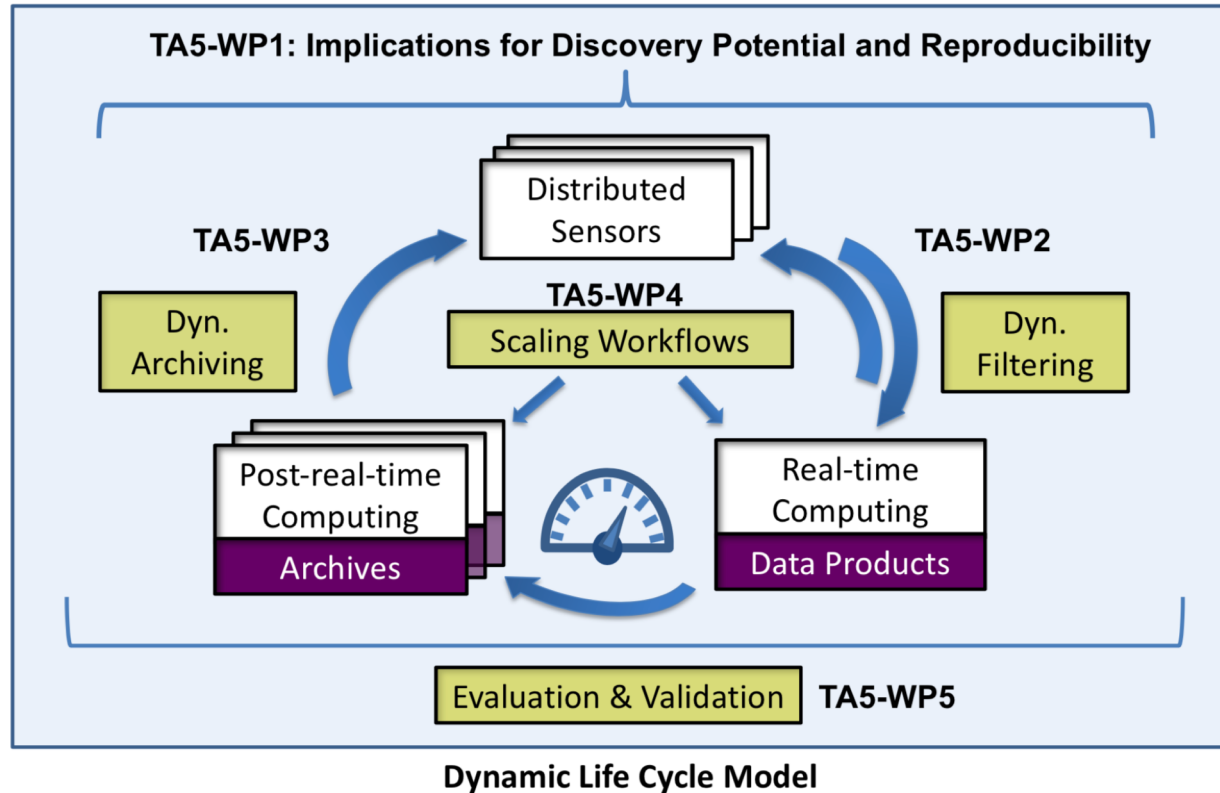 TA5-WP1: Implications for Discovery Potential and Reproducibility
Distributed
Sensors
TA5-WP3
TA5-WP2
TA5-WP4
Dyn.
Archiving
Scaling Workflows
Dyn.
Filtering
Post-real-time
Computing
Archives
Real-time
Computing
Data Products
Evaluation & Validation
TA5-WP5
Dynamic Life Cycle Model